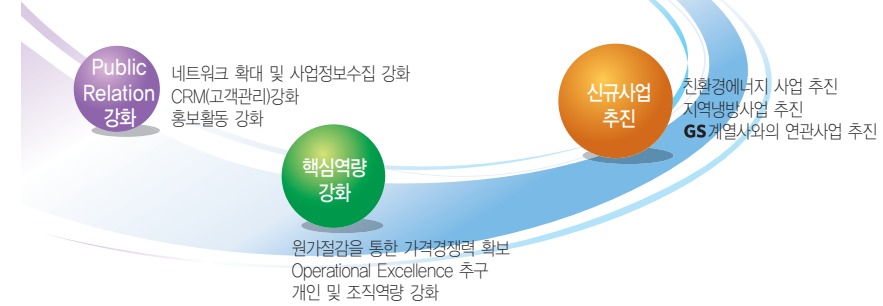 Public
Relation
강화
네트워크 확대 및 사업정보수집 강화
CRM(고객관리)강화
홍보활동 강화
핵심역량
강화
원가절감을 통한 가격경쟁력 확보
Operational Excellence 추구
개인 및 조직역량 강화
신규사업
추진
친환경에너지 사업 추진
지역냉방사업 추진
GS계열사와의 연관사업 추진